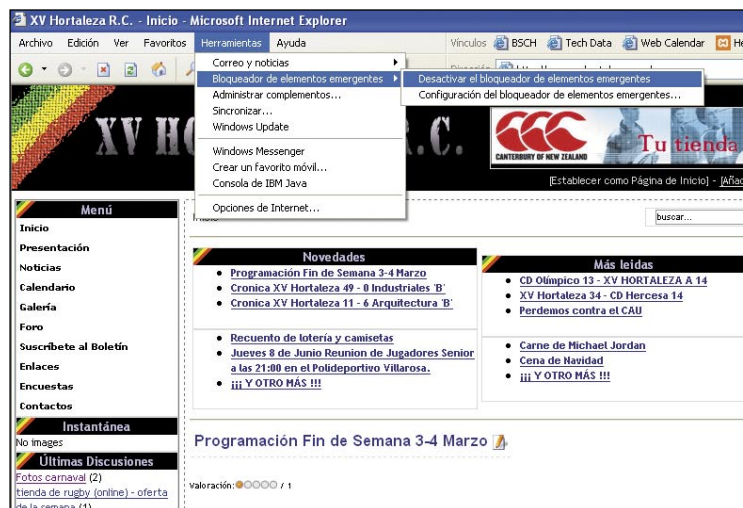 XV Hortaleza R.C. - Inicio - Microsoft Internet Explorer
Archivo Edición Ver Favoritos Herramientas Ayuda Vínculos BSCH Tech Data Web Calendar
Correo y noticias
Bloqueador de elementos emergentes
Desactivar el bloqueador de elementos emergentes
Administrar complementos...
Configuración del bloqueador de elementos emergentes...
Sincronizar...
Windows Update
Windows Messenger
Crear un favorito móvil...
Consola de IBM Java
Opciones de Internet...
XV H R.C.
CANTERBURY OF NEW ZEALAND
Tu tienda
[Establecer como Página de Inicio] - [Añad
buscar...
Menú
Inicio
Presentación
Noticias
Calendario
Galería
Foro
Suscríbete al Boletín
Enlaces
Encuestas
Contactos
Instantánea
No images
Últimas Discusiones
Fotos carnaval (2)
tienda de rugby (online) - oferta
de la semana (1)
Novedades
Programación Fin de Semana 3-4 Marzo
Cronica XV Hortaleza 49 - 0 Industriales 'B'
Cronica XV Hortaleza 11 - 6 Arquitectura 'B'
Recuento de lotería y camisetas
Jueves 8 de Junio Reunion de Jugadores Senior
a las 21:00 en el Polideportivo Villarosa.
¡¡¡ Y OTRO MÁS !!!
Más leidas
CD Olímpico 13 - XV HORTALEZA A 14
XV Hortaleza 34 - CD Hercesa 14
Perdemos contra el CAU
Carne de Michael Jordan
Cena de Navidad
¡¡¡ Y OTRO MÁS !!!
Programación Fin de Semana 3-4 Marzo
Valoración: / 1